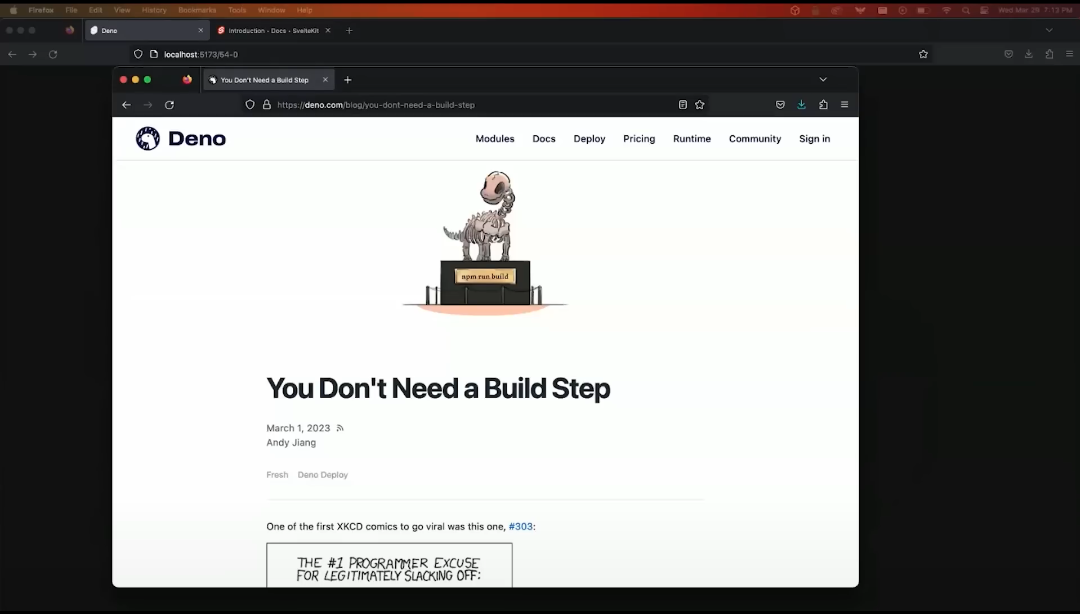 Firefox File Edit View History Bookmarks Tools Window Help Wed Mar 29 7:13 PM
Deno Introduction • Docs • SvelteKit
localhost:5173/54-0
You Don't Need a Build Step
https://deno.com/blog/you-dont-need-a-build-step
Deno Modules Docs Deploy Pricing Runtime Community Sign in
npm run build
You Don't Need a Build Step
March 1, 2023
Andy Jiang
Fresh Deno Deploy
One of the first XKCD comics to go viral was this one, #303:
THE #1 PROGRAMMER EXCUSE
FOR LEGITIMATELY SLACKING OFF: